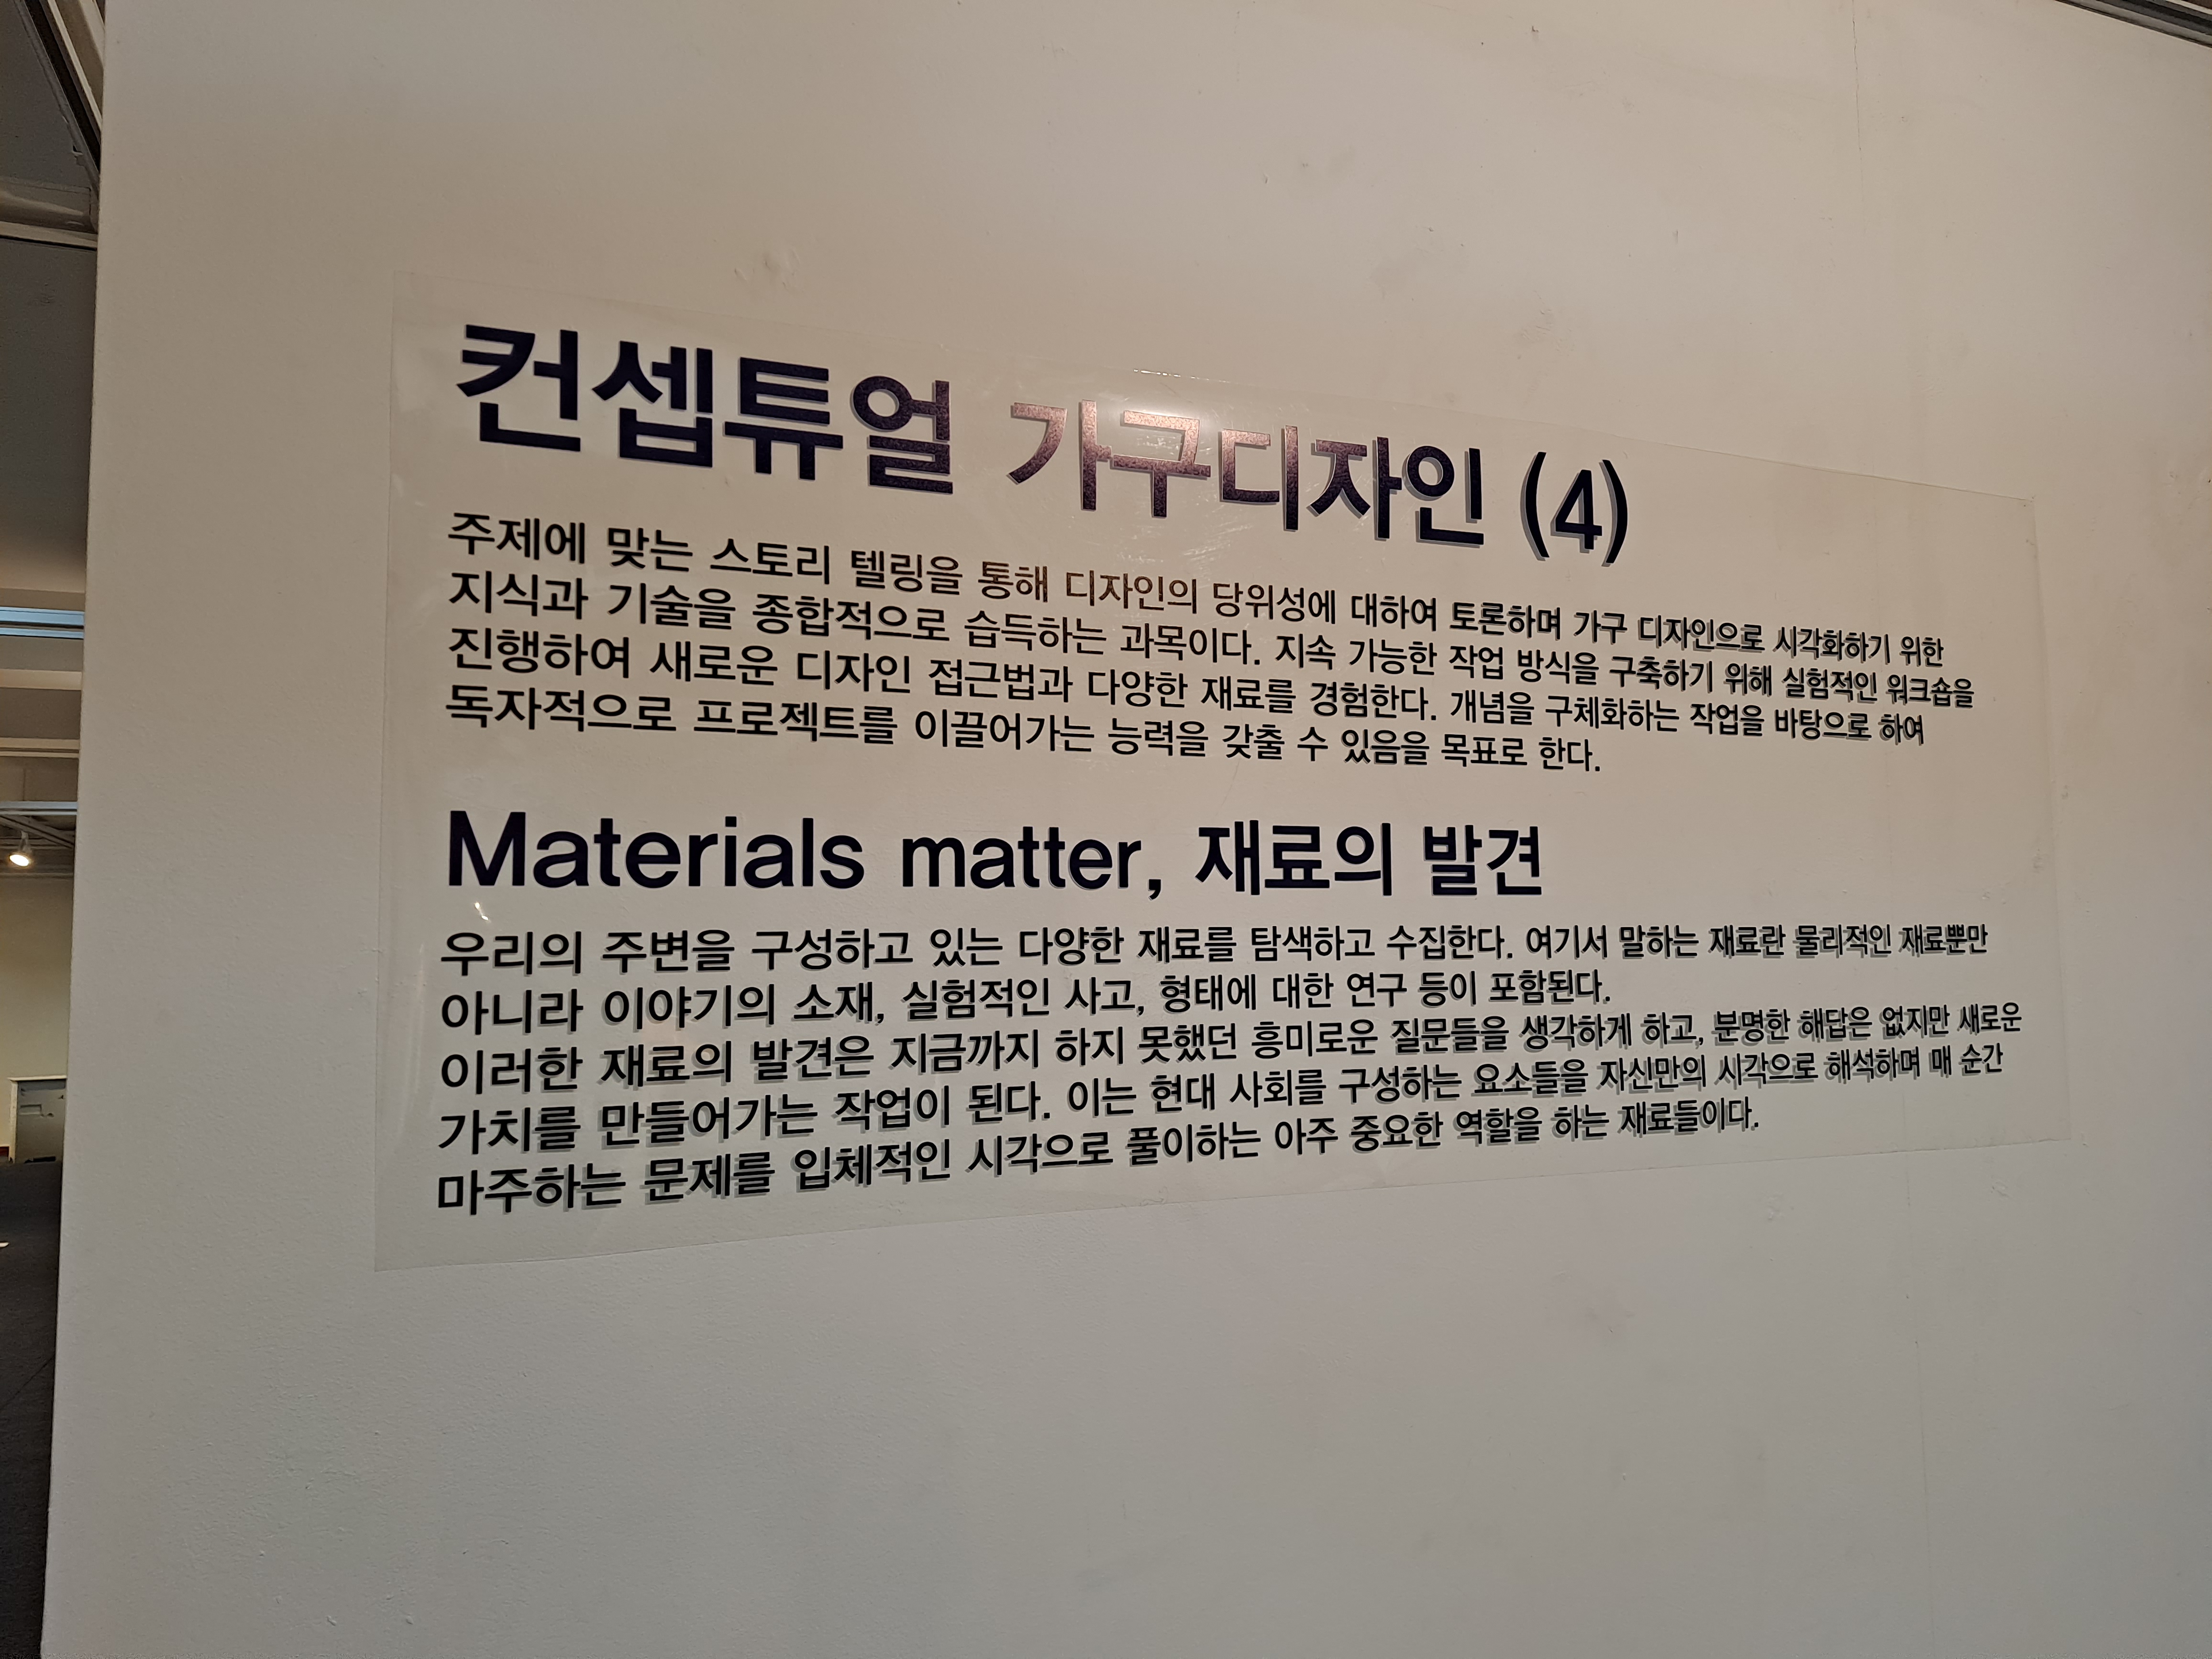 컨셉튜얼 가구디자인 (4)
주제에 맞는 스토리 텔링을 통해 디자인의 당위성에 대하여 토론하며 가구 디자인으로 시각화하기 위한
지식과 기술을 종합적으로 습득하는 과목이다. 지속 가능한 작업 방식을 구축하기 위해 실험적인 워크숍을
진행하여 새로운 디자인 접근법과 다양한 재료를 경험한다. 개념을 구체화하는 작업을 바탕으로 하여
독자적으로 프로젝트를 이끌어가는 능력을 갖출 수 있음을 목표로 한다.
Materials matter, 재료의 발견
우리의 주변을 구성하고 있는 다양한 재료를 탐색하고 수집한다. 여기서 말하는 재료란 물리적인 재료뿐만
아니라 이야기의 소재, 실험적인 사고, 형태에 대한 연구 등이 포함된다.
이러한 재료의 발견은 지금까지 하지 못했던 흥미로운 질문들을 생각하게 하고, 분명한 해답은 없지만 새로운
가치를 만들어가는 작업이 된다. 이는 현대 사회를 구성하는 요소들을 자신만의 시각으로 해석하며 매 순간
마주하는 문제를 입체적인 시각으로 풀이하는 아주 중요한 역할을 하는 재료들이다.